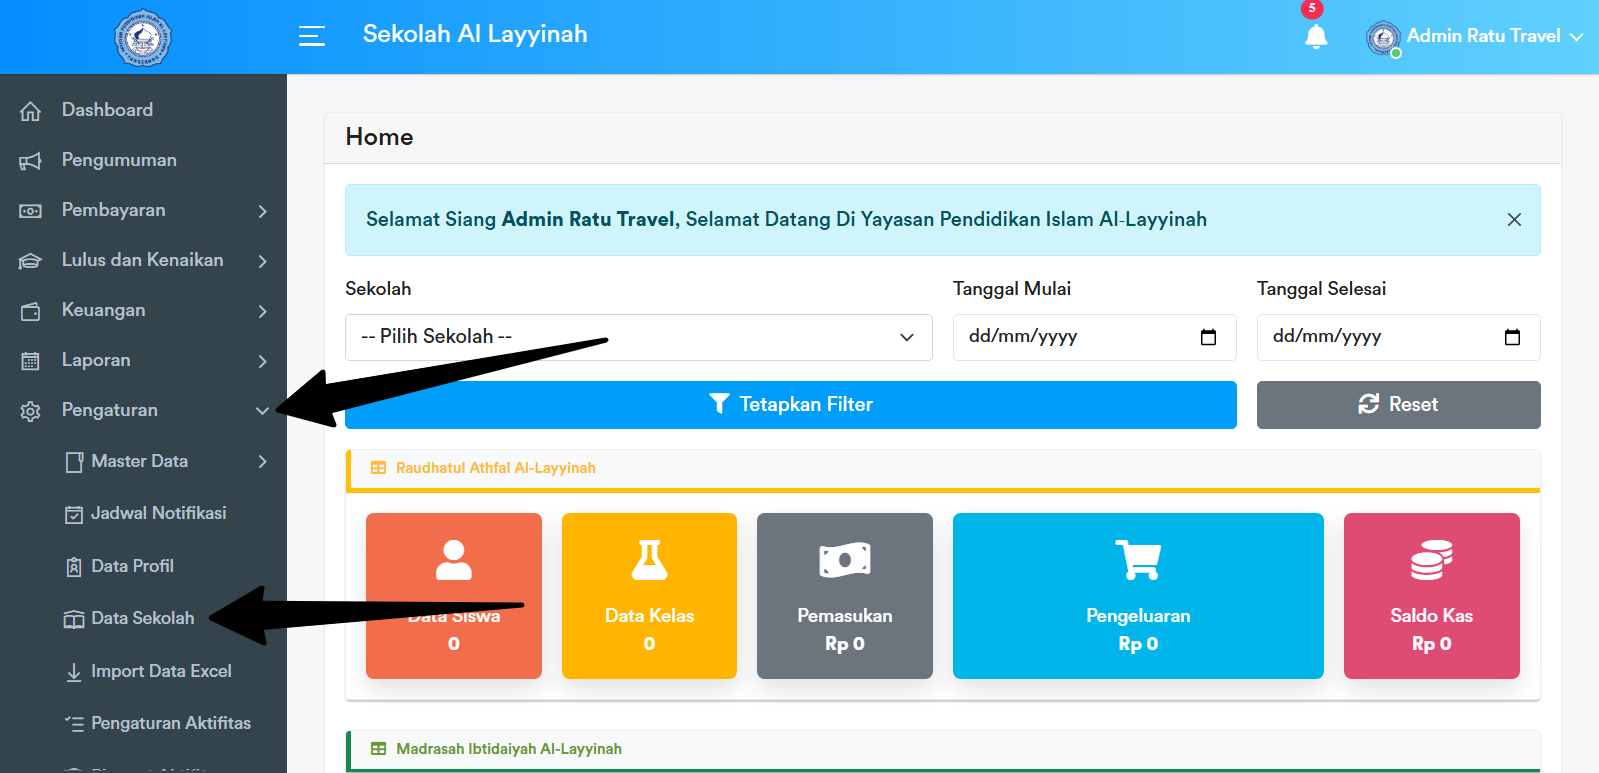 Sekolah Al Layyinah
5
Admin Ratu Travel
Dashboard
Pengumuman
Pembayaran
Lulus dan Kenaikan
Keuangan
Laporan
Pengaturan
Master Data
Jadwal Notifikasi
Data Profil
Data Sekolah
Import Data Excel
Pengaturan Aktifitas
Home
Selamat Siang Admin Ratu Travel, Selamat Datang Di Yayasan Pendidikan Islam Al-Layyinah
Sekolah
Tanggal Mulai
Tanggal Selesai
-- Pilih Sekolah --
dd/mm/yyyy
dd/mm/yyyy
Tetapkan Filter
Reset
Raudhatul Athfal Al-Layyinah
Data Siswa
0
Data Kelas
0
Pemasukan
Rp 0
Pengeluaran
Rp 0
Saldo Kas
Rp 0
Madrasah Ibtidaiyah Al-Layyinah